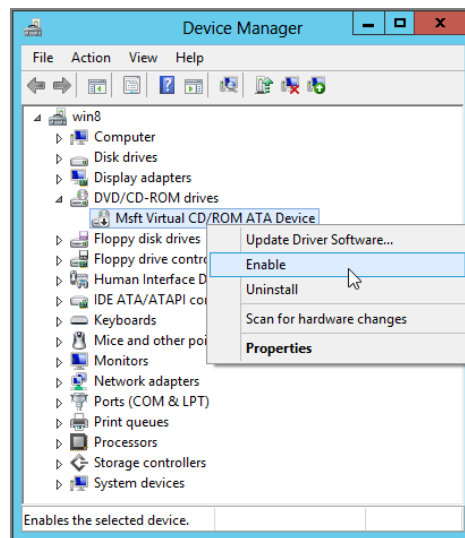 Device Manager
File Action View Help
win8
Computer
Disk drives
Display adapters
DVD/CD-ROM drives
Msft Virtual CD/ROM ATA Device
Floppy disk drives
Update Driver Software...
Floppy drive contr
Enable
Human Interface D
Uninstall
IDE ATA/ATAPI co
Keyboards
Scan for hardware changes
Mice and other poi
Properties
Monitors
Network adapters
Ports (COM & LPT)
Print queues
Processors
Storage controllers
System devices
Enables the selected device.